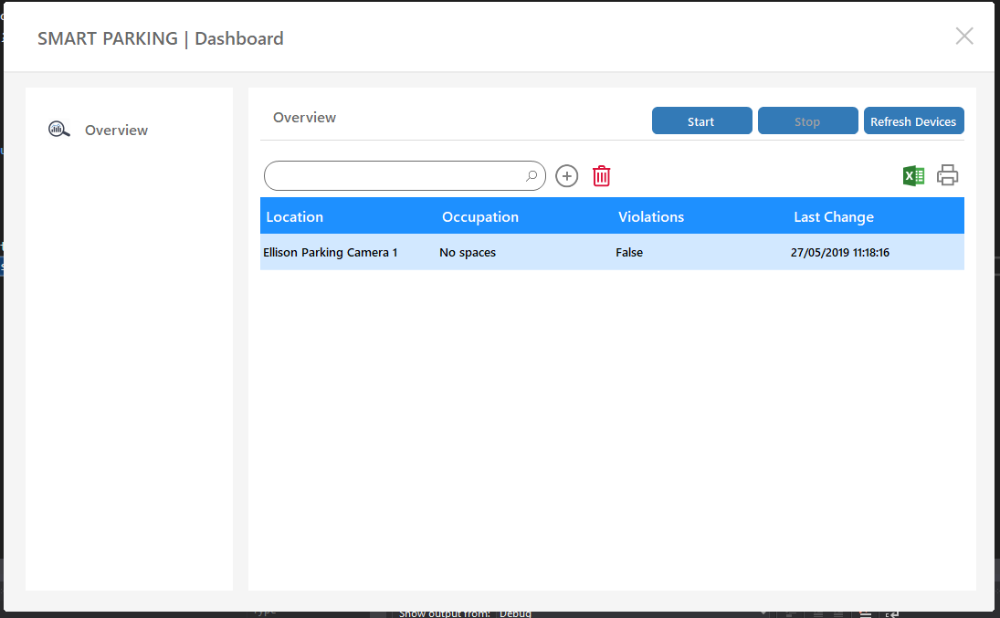 SMART PARKING | Dashboard
Overview
Overview
Start
Stop
Refresh Devices
Location Occupation Violations Last Change
Ellison Parking Camera 1 No spaces False 27/05/2019 11:18:16
Show output from: Debug